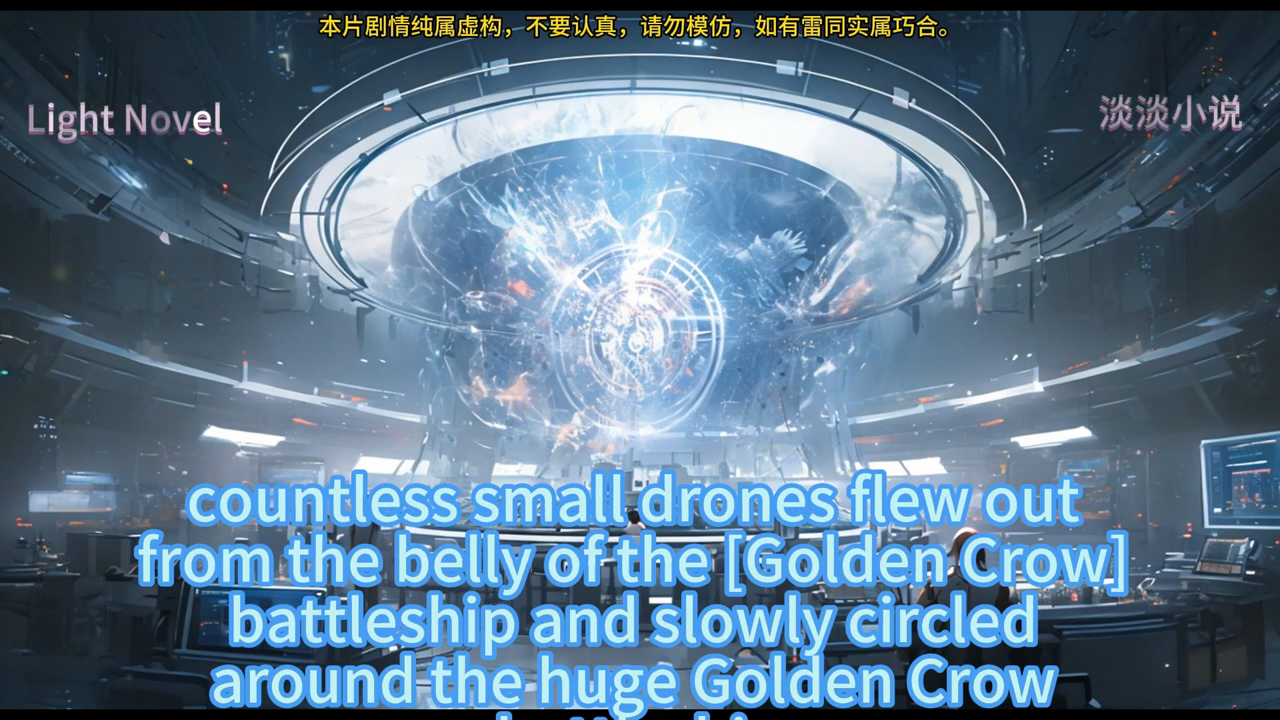 本片剧情纯属虚构，不要认真，请勿模仿，如有雷同实属巧合。
Light Novel
淡淡小说
countless small drones flew out
from the belly of the [Golden Crow]
battleship and slowly circled
around the huge Golden Crow